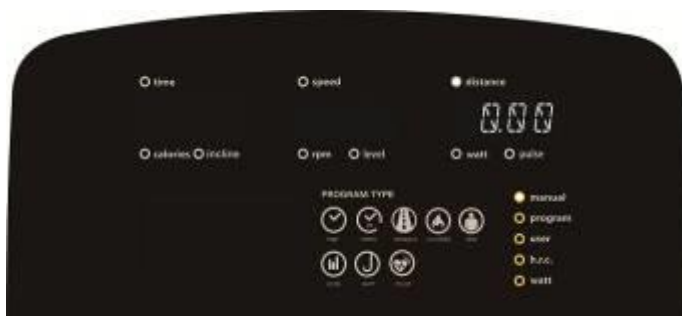 time speed distance
0.00
calories incline rpm level watt pulse
PROGRAM TYPE
manual
program
user
h.r.c.
watt